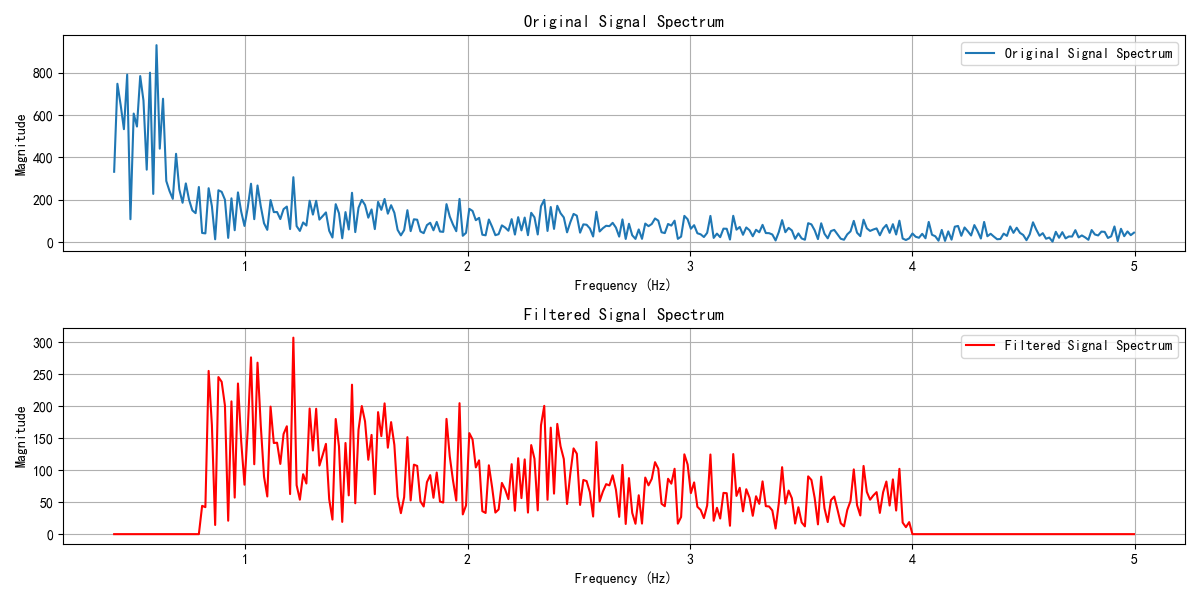 Original Signal Spectrum
Original Signal Spectrum
Magnitude
800
600
400
200
0
1
2
3
4
5
Frequency (Hz)
Filtered Signal Spectrum
Filtered Signal Spectrum
Magnitude
300
250
200
150
100
50
0
1
2
3
4
5
Frequency (Hz)